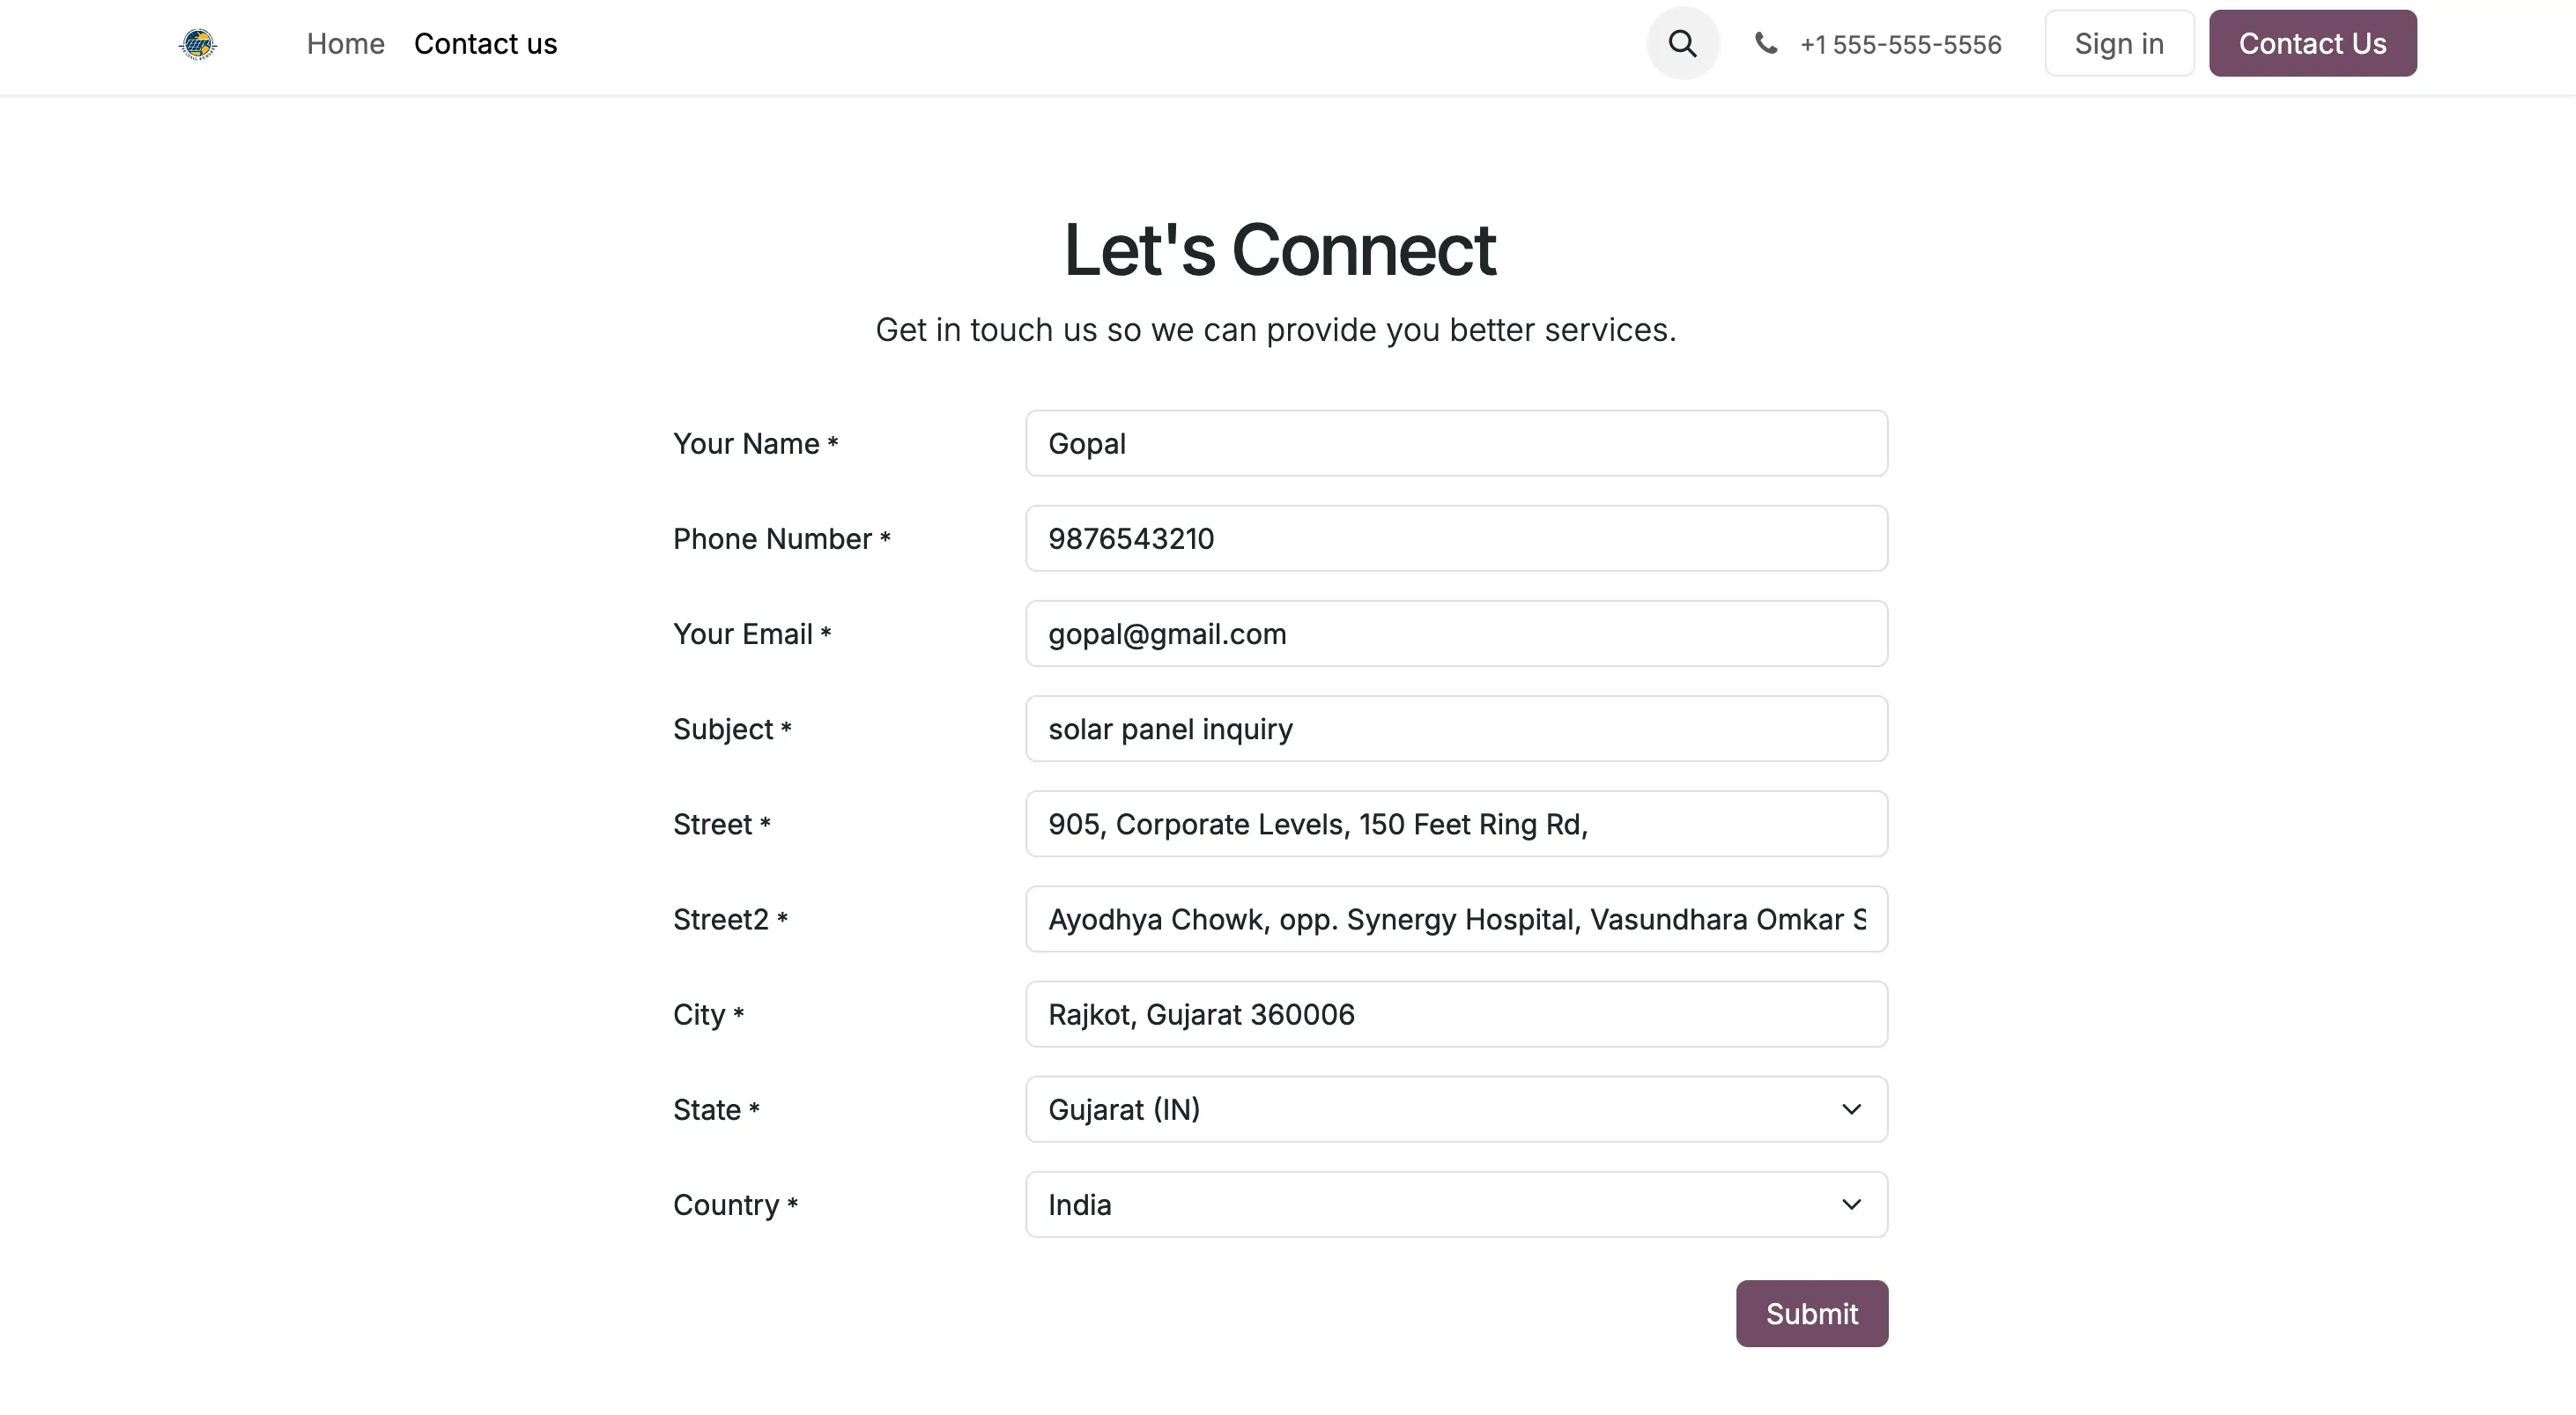 Home Contact us +1 555-555-5556 Sign in Contact Us
Let's Connect
Get in touch us so we can provide you better services.
Your Name * Gopal
Phone Number * 9876543210
Your Email * gopal@gmail.com
Subject * solar panel inquiry
Street * 905, Corporate Levels, 150 Feet Ring Rd,
Street2 * Ayodhya Chowk, opp. Synergy Hospital, Vasundhara Omkar S
City * Rajkot, Gujarat 360006
State * Gujarat (IN)
Country * India
Submit